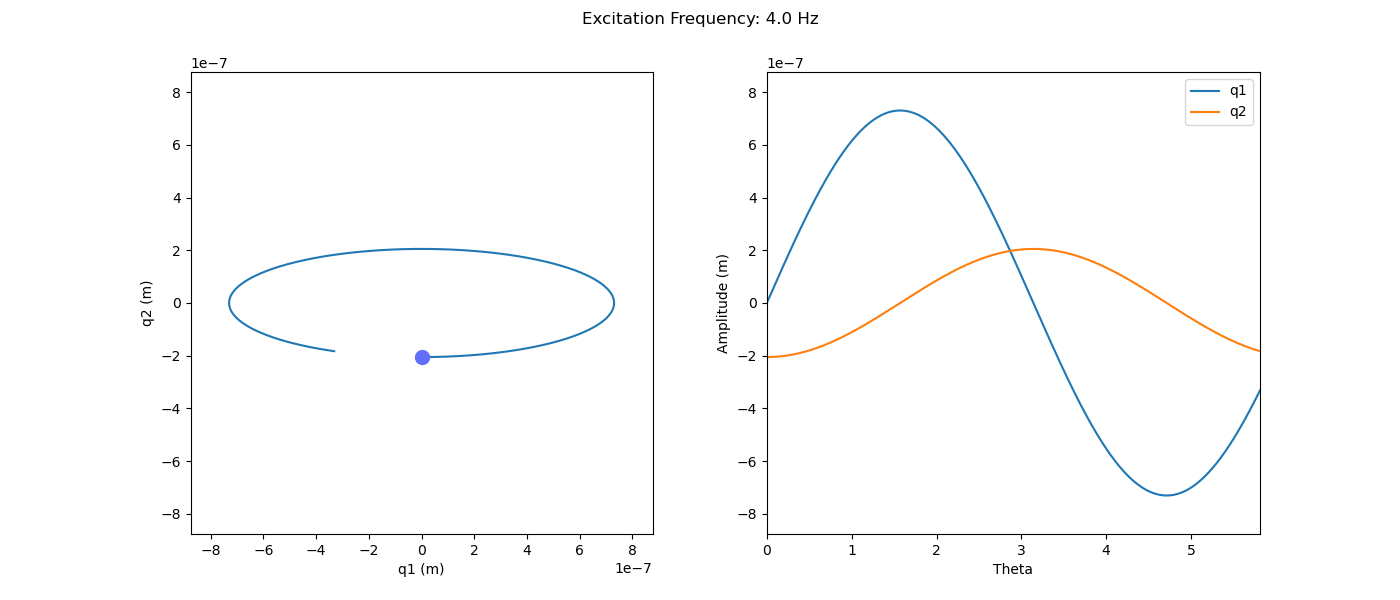 Excitation Frequency: 4.0 Hz
1e−7
8
6
4
2
0
−2
−4
−6
−8
q2 (m)
−8 −6 −4 −2 0 2 4 6 8
q1 (m)
1e−7
1e−7
8
6
4
2
0
−2
−4
−6
−8
Amplitude (m)
0 1 2 3 4 5
Theta
q1
q2